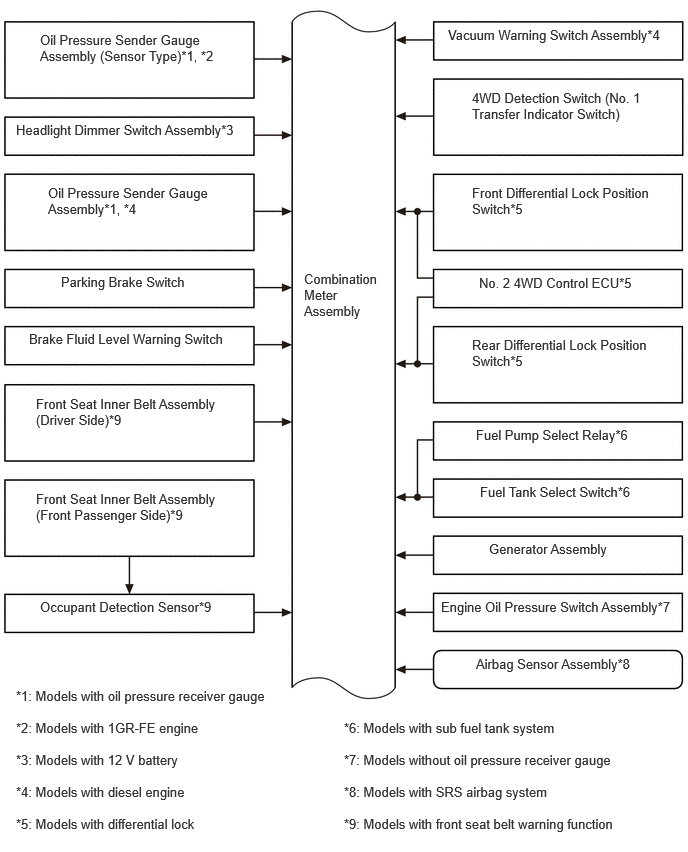 Oil Pressure Sender Gauge
Assembly (Sensor Type)*1, *2
Headlight Dimmer Switch Assembly*3
Oil Pressure Sender Gauge
Assembly*1, *4
Parking Brake Switch
Brake Fluid Level Warning Switch
Front Seat Inner Belt Assembly
(Driver Side)*9
Front Seat Inner Belt Assembly
(Front Passenger Side)*9
Occupant Detection Sensor*9
Combination
Meter
Assembly
Vacuum Warning Switch Assembly*4
4WD Detection Switch (No. 1
Transfer Indicator Switch)
Front Differential Lock Position
Switch*5
No. 2 4WD Control ECU*5
Rear Differential Lock Position
Switch*5
Fuel Pump Select Relay*6
Fuel Tank Select Switch*6
Generator Assembly
Engine Oil Pressure Switch Assembly*7
Airbag Sensor Assembly*8
*1: Models with oil pressure receiver gauge
*2: Models with 1GR-FE engine
*3: Models with 12 V battery
*4: Models with diesel engine
*5: Models with differential lock
*6: Models with sub fuel tank system
*7: Models without oil pressure receiver gauge
*8: Models with SRS airbag system
*9: Models with front seat belt warning function